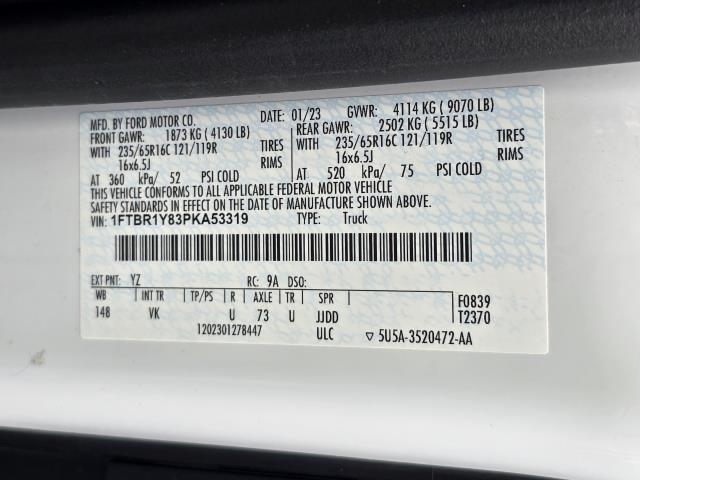 MFD. BY FORD MOTOR CO. DATE: 01/23 GVWR: 4114 KG ( 9070 LB)
FRONT GAWR: 1873 KG ( 4130 LB) REAR GAWR: 2502 KG ( 5515 LB)
WITH 235/65R16C 121/119R TIRES WITH 235/65R16C 121/119R TIRES
16x6.5J RIMS 16x6.5J RIMS
AT 360 kPa/ 52 PSI COLD AT 520 kPa/ 75 PSI COLD
THIS VEHICLE CONFORMS TO ALL APPLICABLE FEDERAL MOTOR VEHICLE
SAFETY STANDARDS IN EFFECT ON THE DATE OF MANUFACTURE SHOWN ABOVE.
VIN: 1FTBR1Y83PKA53319 TYPE: Truck
EXT PNT: YZ RC: 9A DSO:
WB INT TR TP/PS R AXLE TR SPR F0839
148 VK U 73 U JJDD T2370
1202301278447 ULC ▽ 5U5A-3520472-AA